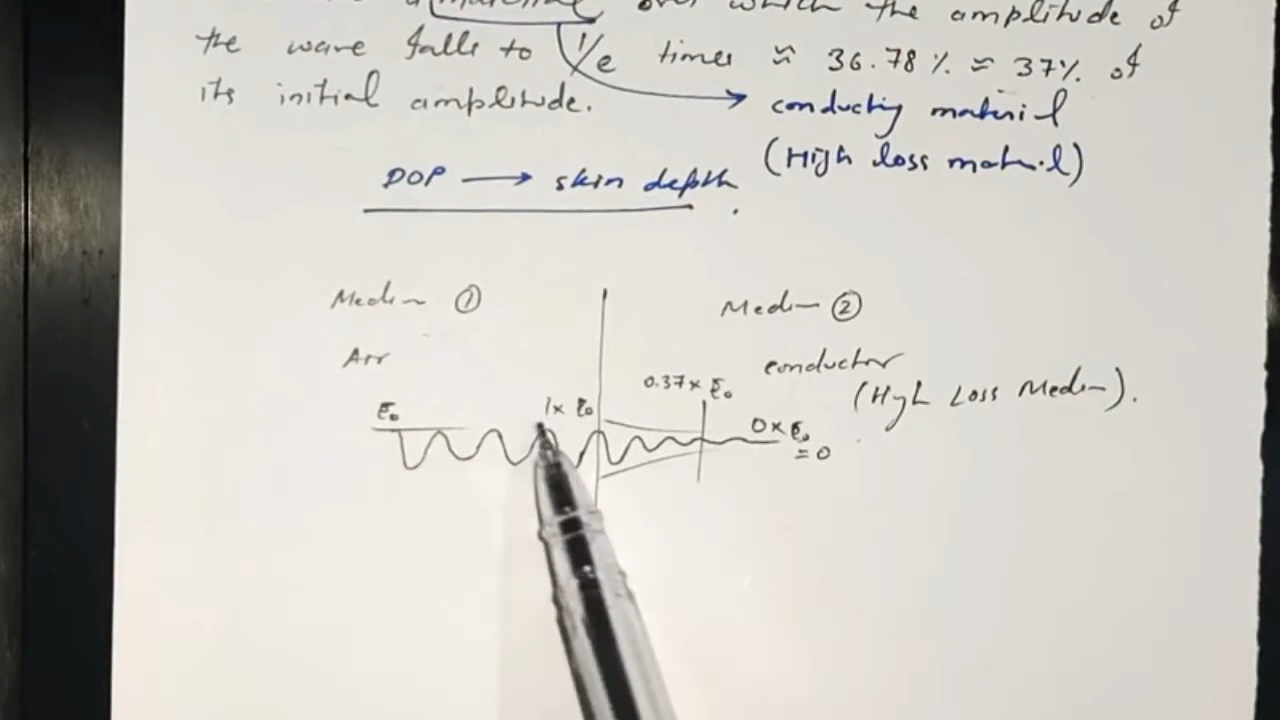 a material over which the amplitude of
the wave falls to 1/e times ≈ 36.78% ≈ 37% of
its initial amplitude.
conducting material
(High loss material)
DOP → skin depth.
Medium ①
Medium ②
Air
conductor
(High Loss Medium).
0.37 x E₀
E₀
1x E₀
0 x E₀
= 0